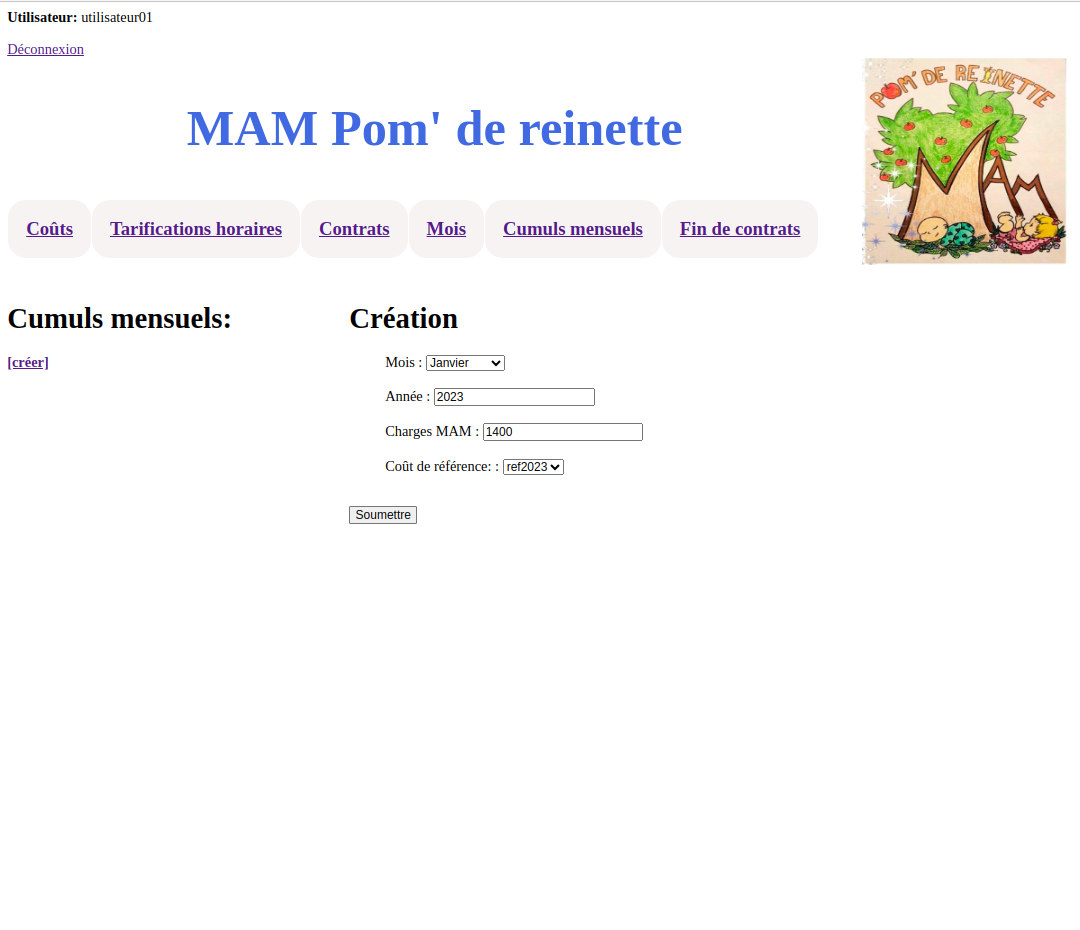 Utilisateur: utilisateur01
Déconnexion
POM' DE REINETTE
MAM Pom' de reinette
MAM
Coûts Tarifications horaires Contrats Mois Cumuls mensuels Fin de contrats
Cumuls mensuels:
[créer]
Création
Mois : Janvier
Année : 2023
Charges MAM : 1400
Coût de référence: : ref2023
Soumettre